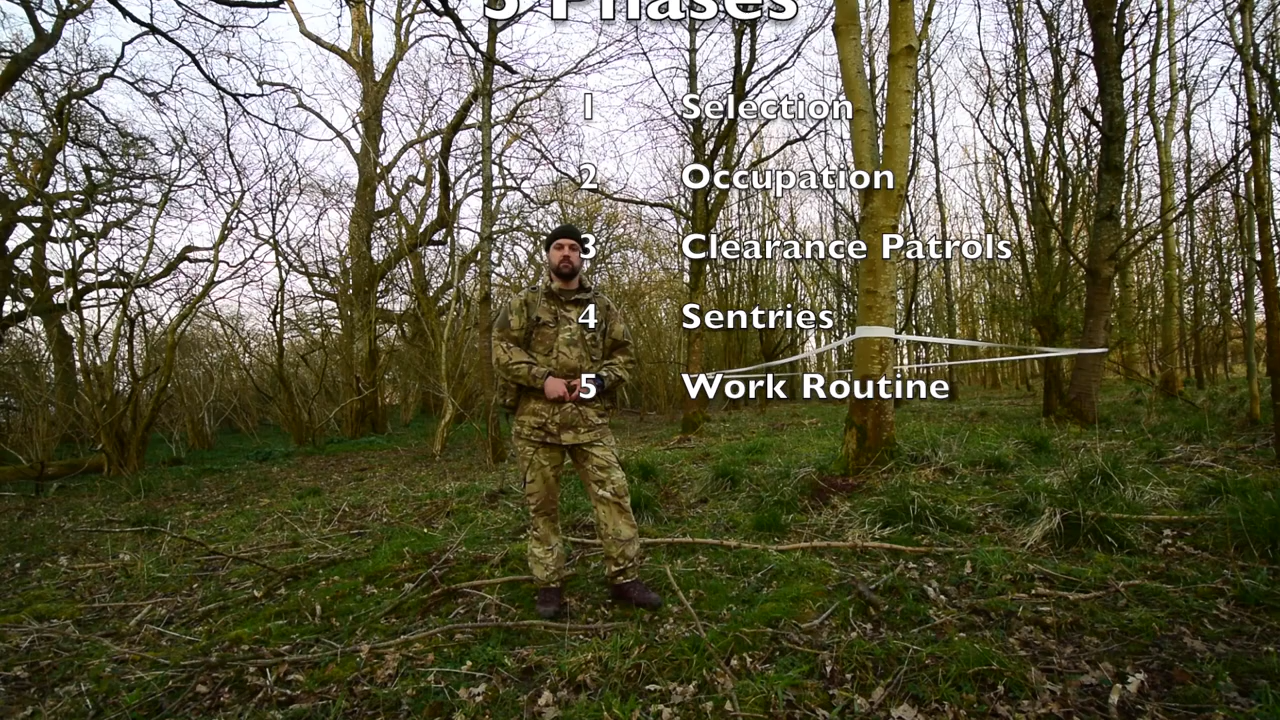 5 Phases
1 Selection
2 Occupation
3 Clearance Patrols
4 Sentries
5 Work Routine